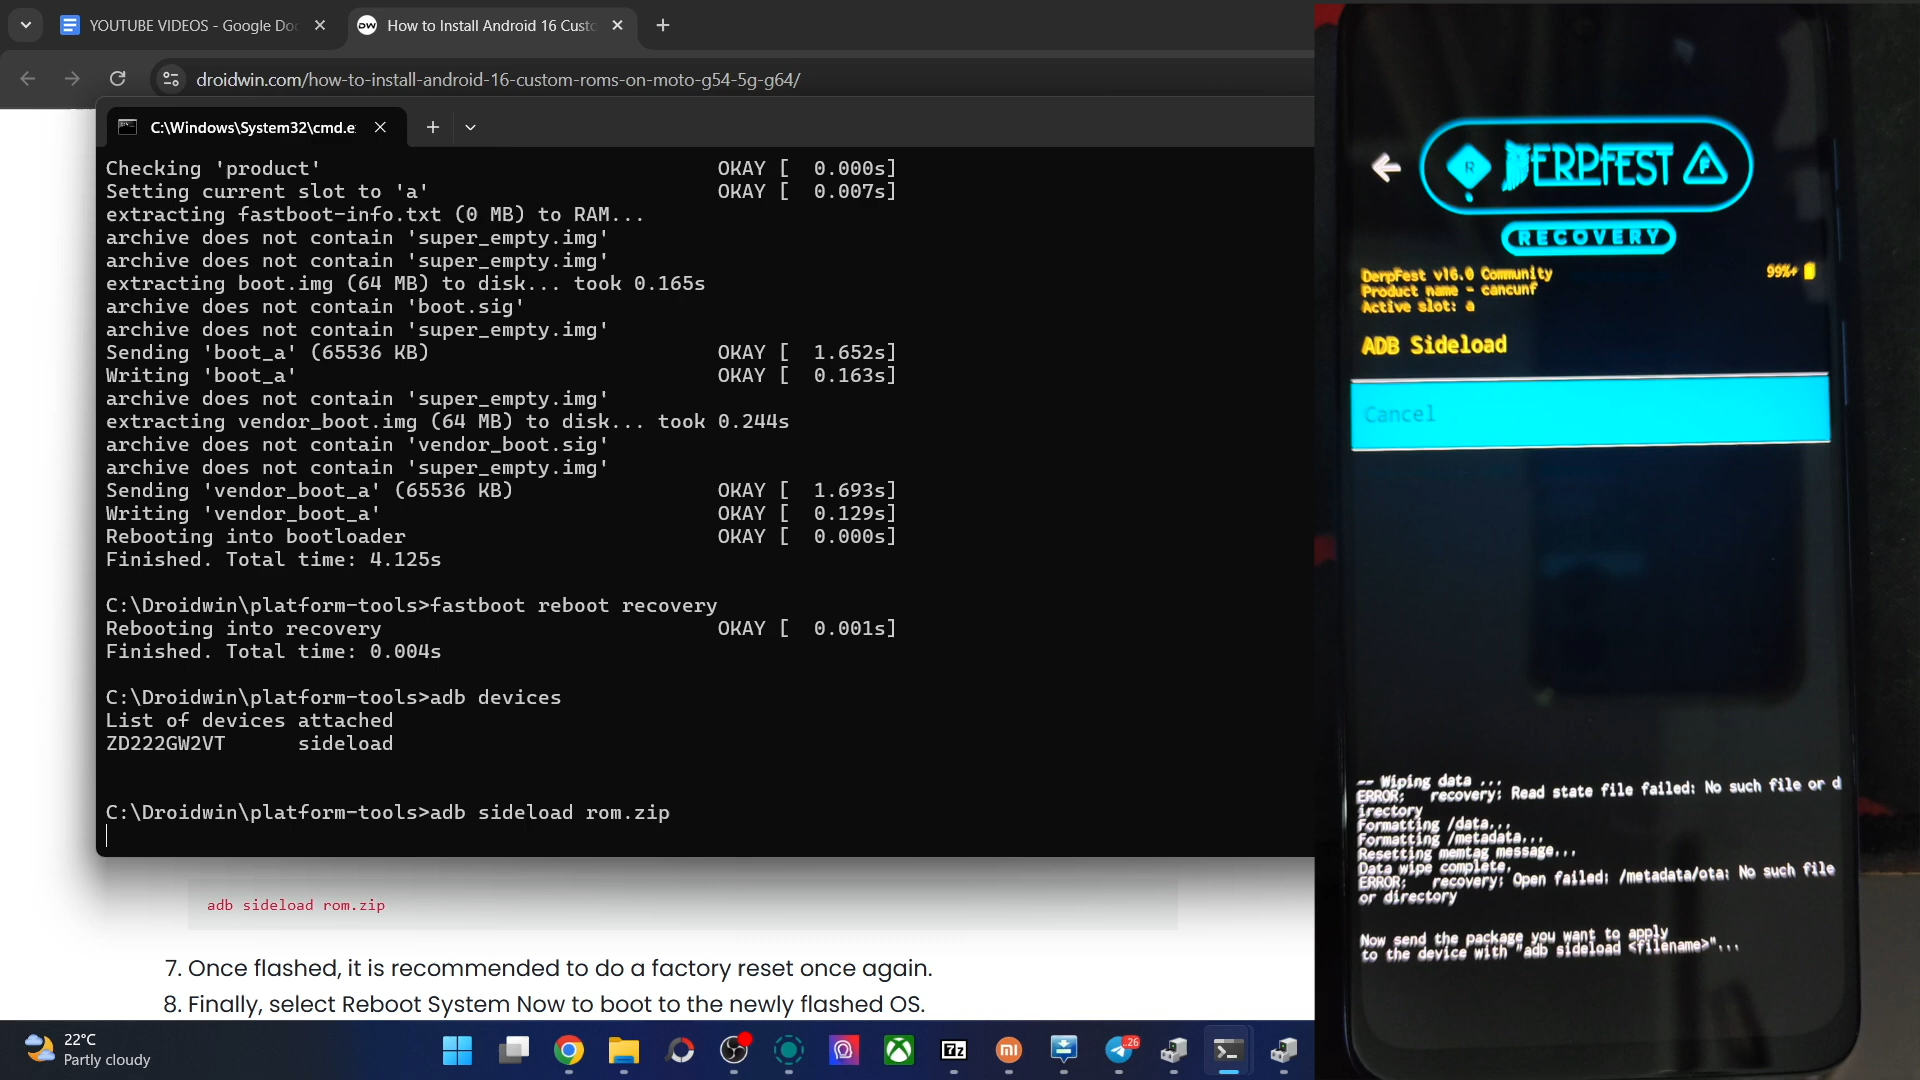 YOUTUBE VIDEOS - Google Do
How to Install Android 16 Custo
droidwin.com/how-to-install-android-16-custom-roms-on-moto-g54-5g-g64/
C:\Windows\System32\cmd.e
Checking 'product' OKAY [ 0.000s]
Setting current slot to 'a' OKAY [ 0.007s]
extracting fastboot-info.txt (0 MB) to RAM...
archive does not contain 'super_empty.img'
archive does not contain 'super_empty.img'
extracting boot.img (64 MB) to disk... took 0.165s
archive does not contain 'boot.sig'
archive does not contain 'super_empty.img'
Sending 'boot_a' (65536 KB) OKAY [ 1.652s]
Writing 'boot_a' OKAY [ 0.163s]
archive does not contain 'super_empty.img'
extracting vendor_boot.img (64 MB) to disk... took 0.244s
archive does not contain 'vendor_boot.sig'
archive does not contain 'super_empty.img'
Sending 'vendor_boot_a' (65536 KB) OKAY [ 1.693s]
Writing 'vendor_boot_a' OKAY [ 0.129s]
Rebooting into bootloader OKAY [ 0.000s]
Finished. Total time: 4.125s
C:\Droidwin\platform-tools>fastboot reboot recovery
Rebooting into recovery OKAY [ 0.001s]
Finished. Total time: 0.004s
C:\Droidwin\platform-tools>adb devices
List of devices attached
ZD222GW2VT sideload
C:\Droidwin\platform-tools>adb sideload rom.zip
adb sideload rom.zip
7. Once flashed, it is recommended to do a factory reset once again.
8. Finally, select Reboot System Now to boot to the newly flashed OS.
22°C
Partly cloudy
7z
mi
..26
R DERPFEST F
RECOVERY
DerpFest v16.0 Community 99%+
Product name - cancunf
Active slot: a
ADB Sideload
Cancel
-- Wiping data ...
ERROR: recovery: Read state file failed: No such file or d
irectory
Formatting /data...
Formatting /metadata...
Resetting memtag message...
Data wipe complete.
ERROR: recovery: Open failed: /metadata/ota: No such file
or directory
Now send the package you want to apply
to the device with "adb sideload <filename>"...